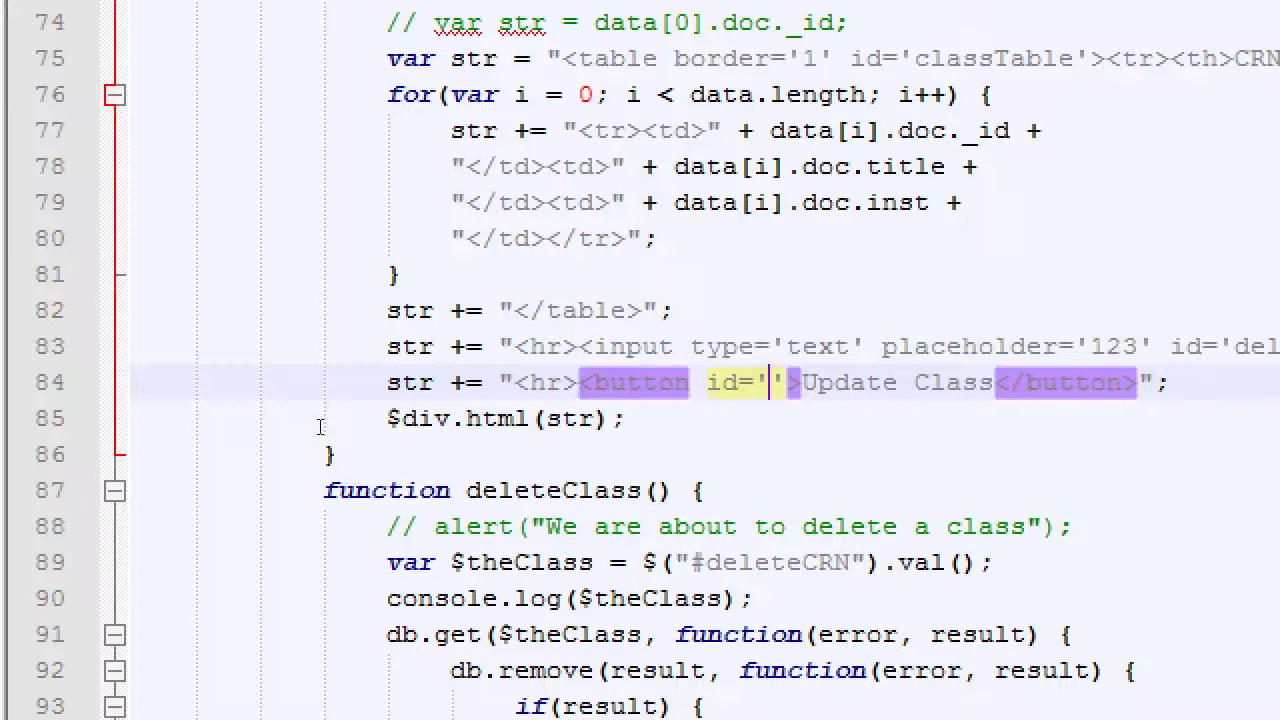 74 // var str = data[0].doc._id;
75 var str = "<table border='1' id='classTable'><tr><th>CRN
76 for(var i = 0; i < data.length; i++) {
77 str += "<tr><td>" + data[i].doc._id +
78 "</td><td>" + data[i].doc.title +
79 "</td><td>" + data[i].doc.inst +
80 "</td></tr>";
81 }
82 str += "</table>";
83 str += "<hr><input type='text' placeholder='123' id='del
84 str += "<hr><button id=''>Update Class</button>";
85 $div.html(str);
86 }
87 function deleteClass() {
88 // alert("We are about to delete a class");
89 var $theClass = $("#deleteCRN").val();
90 console.log($theClass);
91 db.get($theClass, function(error, result) {
92 db.remove(result, function(error, result) {
93 if(result) {